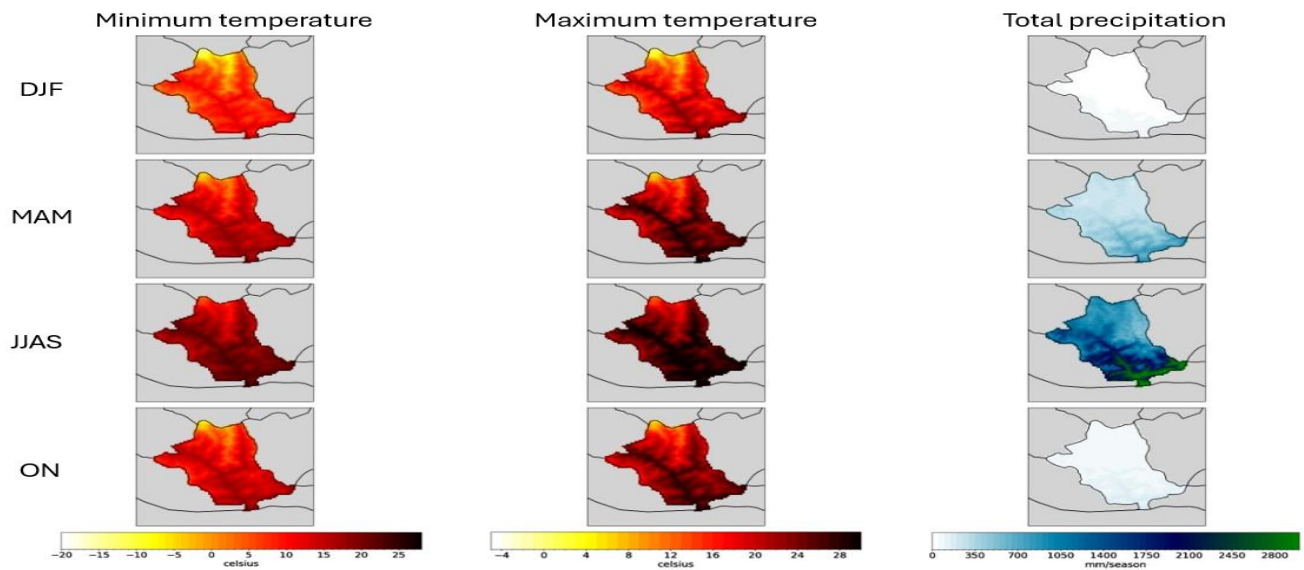 Minimum temperature Maximum temperature Total precipitation
DJF
MAM
JJAS
ON
−20 −15 −10 −5 0 5 10 15 20 25
celsius
−4 0 4 8 12 16 20 24 28
celsius
0 350 700 1050 1400 1750 2100 2450 2800
mm/season